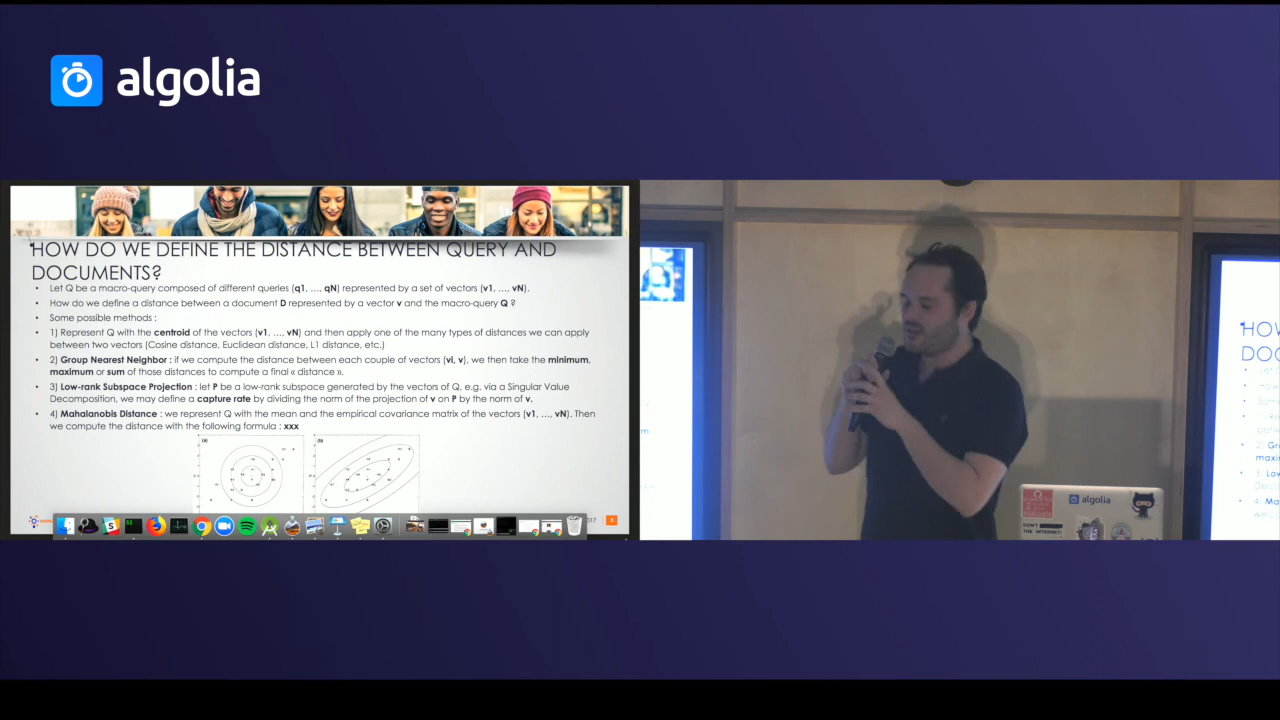 algolia
HOW DO WE DEFINE THE DISTANCE BETWEEN QUERY AND
DOCUMENTS?
• Let Q be a macro-query composed of different queries (q1, …, qN) represented by a set of vectors (v1, …, vN),
• How do we define a distance between a document D represented by a vector v and the macro-query Q ?
• Some possible methods :
• 1) Represent Q with the centroid of the vectors (v1, …, vN) and then apply one of the many types of distances we can apply
between two vectors (Cosine distance, Euclidean distance, L1 distance, etc.)
• 2) Group Nearest Neighbor : if we compute the distance between each couple of vectors (vi, v), we then take the minimum,
maximum or sum of those distances to compute a final « distance ».
• 3) Low-rank Subspace Projection : let P be a low-rank subspace generated by the vectors of Q, e.g. via a Singular Value
Decomposition, we may define a capture rate by dividing the norm of the projection of v on P by the norm of v.
• 4) Mahalanobis Distance : we represent Q with the mean and the empirical covariance matrix of the vectors (v1, …, vN). Then
we compute the distance with the following formula : xxx
(a) (b)
017
HOW
DOC
algolia
DON'T
THE INTERNET!